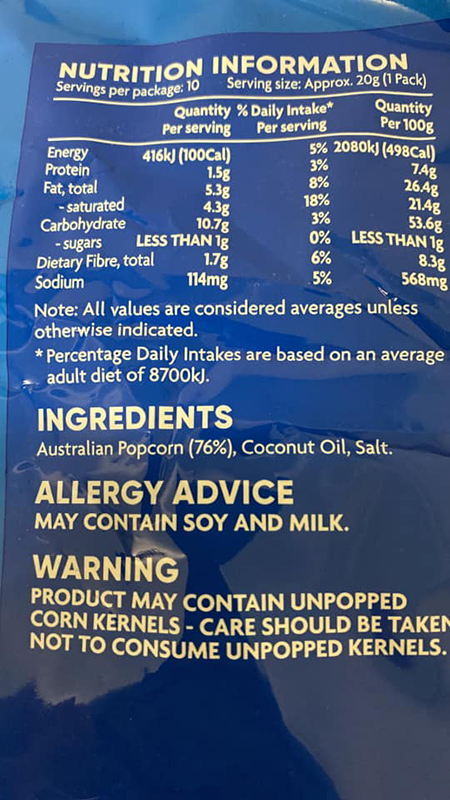 NUTRITION INFORMATION
Servings per package: 10 Serving size: Approx. 20g (1 Pack)
Quantity % Daily Intake* Quantity
Per serving Per serving Per 100g
Energy 416kJ (100Cal) 5% 2080kJ (498Cal)
Protein 1.5g 3% 7.4g
Fat, total 5.3g 8% 26.4g
- saturated 4.3g 18% 21.4g
Carbohydrate 10.7g 3% 53.6g
- sugars LESS THAN 1g 0% LESS THAN 1g
Dietary Fibre, total 1.7g 6% 8.3g
Sodium 114mg 5% 568mg
Note: All values are considered averages unless
otherwise indicated.
* Percentage Daily Intakes are based on an average
adult diet of 8700kJ.
INGREDIENTS
Australian Popcorn (76%), Coconut Oil, Salt.
ALLERGY ADVICE
MAY CONTAIN SOY AND MILK.
WARNING
PRODUCT MAY CONTAIN UNPOPPED
CORN KERNELS - CARE SHOULD BE TAKEN
NOT TO CONSUME UNPOPPED KERNELS.